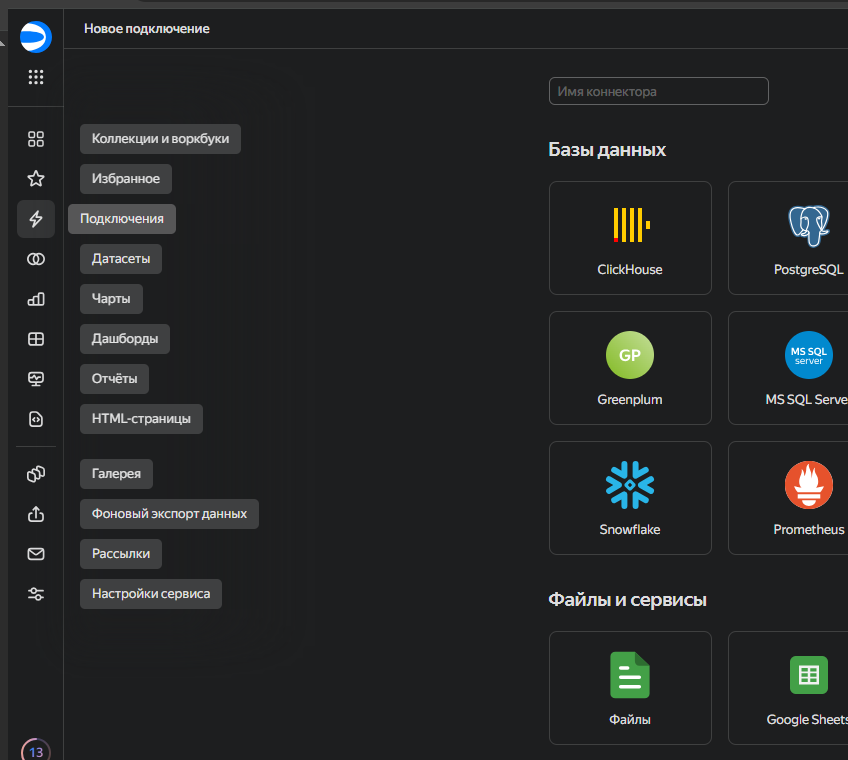 Новое подключение
Имя коннектора
Коллекции и воркбуки
Избранное
Подключения
Датасеты
Чарты
Дашборды
Отчёты
HTML-страницы
Галерея
Фоновый экспорт данных
Рассылки
Настройки сервиса
13
Базы данных
ClickHouse
PostgreSQL
GP
Greenplum
MS SQL
server
MS SQL Serve
Snowflake
Prometheus
Файлы и сервисы
Файлы
Google Sheets